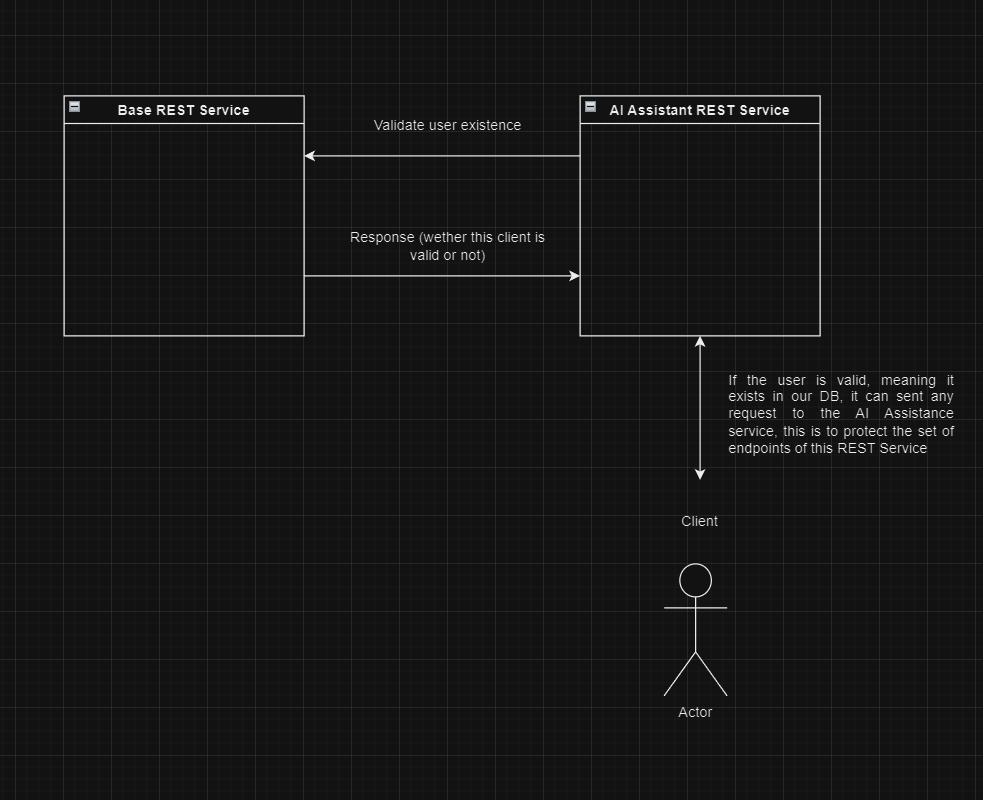 Base REST Service
AI Assistant REST Service
Validate user existence
Response (wether this client is
valid or not)
If the user is valid, meaning it
exists in our DB, it can sent any
request to the AI Assistance
service, this is to protect the set of
endpoints of this REST Service
Client
Actor